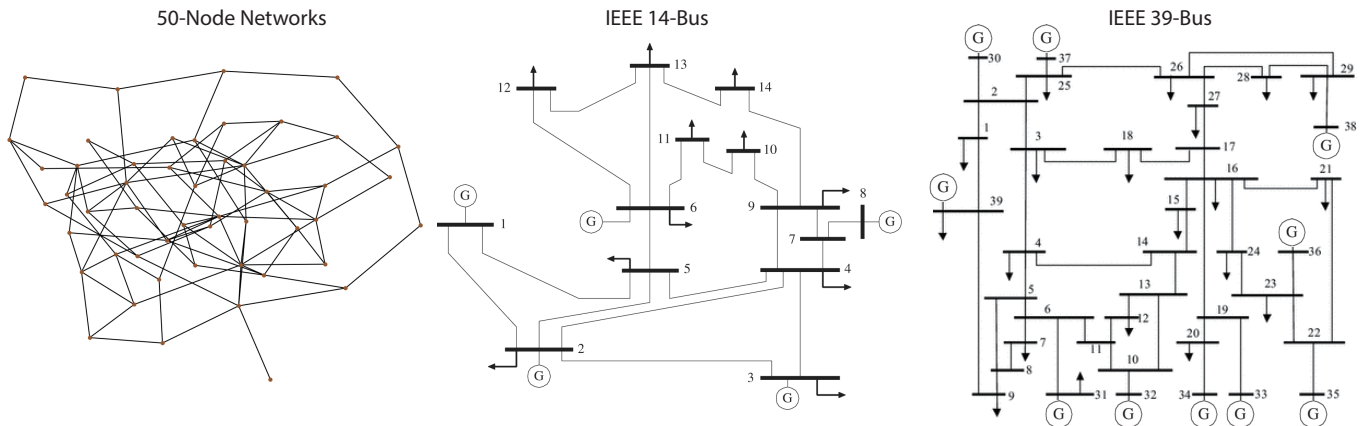 50-Node Networks
IEEE 14-Bus
13
12
14
11
10
G
1
G
6
9
8
G
7
5
4
2
G
3
G
IEEE 39-Bus
G
30
G
37
25
26
28
29
2
27
38
G
1
3
18
17
G
39
16
21
15
4
14
24
G
36
5
13
23
6
12
19
7
11
20
22
8
10
9
31
32
34
33
35
G
G
G
G
G